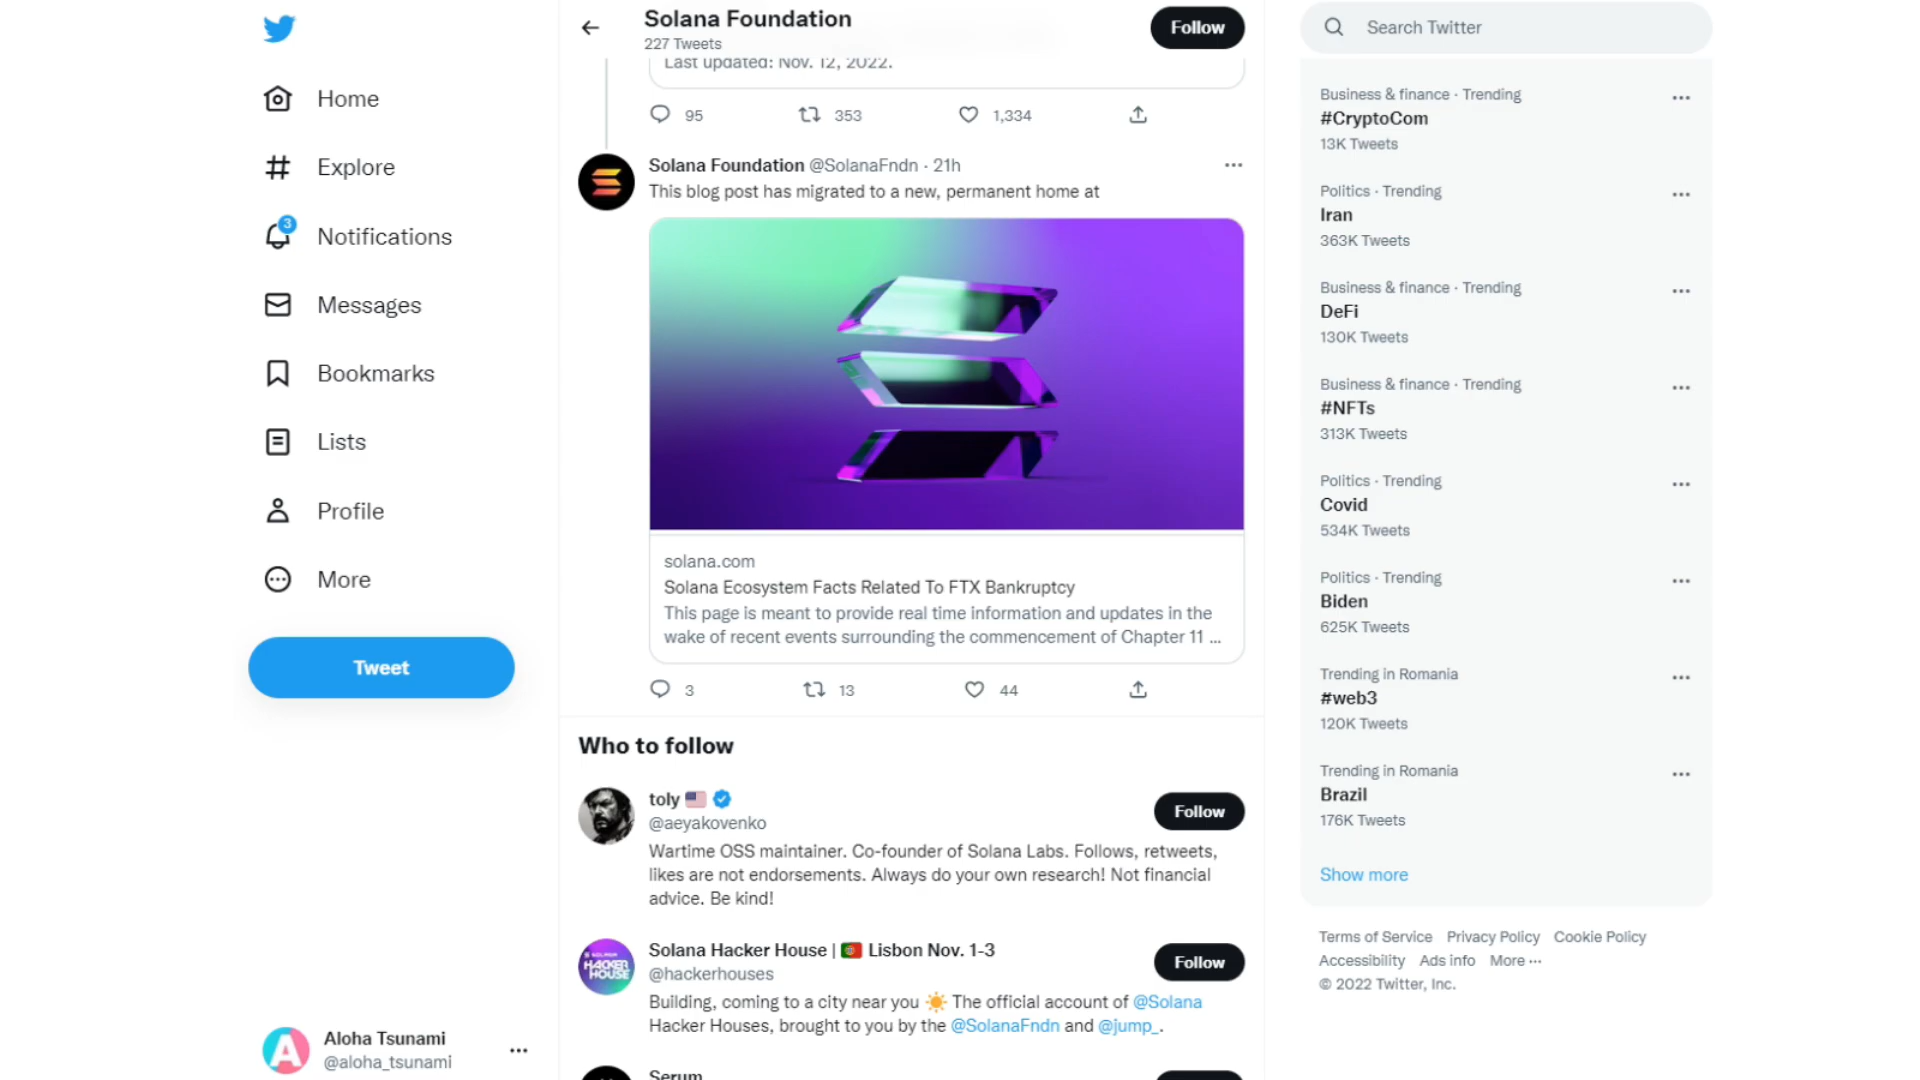 Home
Explore
3
Notifications
Messages
Bookmarks
Lists
Profile
More
Tweet
Aloha Tsunami
@aloha_tsunami
Solana Foundation
227 Tweets
Follow
Last updated: Nov. 12, 2022.
95 353 1,334
Solana Foundation @SolanaFndn · 21h
This blog post has migrated to a new, permanent home at
solana.com
Solana Ecosystem Facts Related To FTX Bankruptcy
This page is meant to provide real time information and updates in the
wake of recent events surrounding the commencement of Chapter 11 ...
3 13 44
Who to follow
toly
@aeyakovenko
Follow
Wartime OSS maintainer. Co-founder of Solana Labs. Follows, retweets,
likes are not endorsements. Always do your own research! Not financial
advice. Be kind!
SOLANA
HACKER
HOUSE
Solana Hacker House | Lisbon Nov. 1-3
@hackerhouses
Follow
Building, coming to a city near you The official account of @Solana
Hacker Houses, brought to you by the @SolanaFndn and @jump_.
Serum
Search Twitter
Business & finance · Trending
#CryptoCom
13K Tweets
Politics · Trending
Iran
363K Tweets
Business & finance · Trending
DeFi
130K Tweets
Business & finance · Trending
#NFTs
313K Tweets
Politics · Trending
Covid
534K Tweets
Politics · Trending
Biden
625K Tweets
Trending in Romania
#web3
120K Tweets
Trending in Romania
Brazil
176K Tweets
Show more
Terms of Service Privacy Policy Cookie Policy
Accessibility Ads info More ···
© 2022 Twitter, Inc.